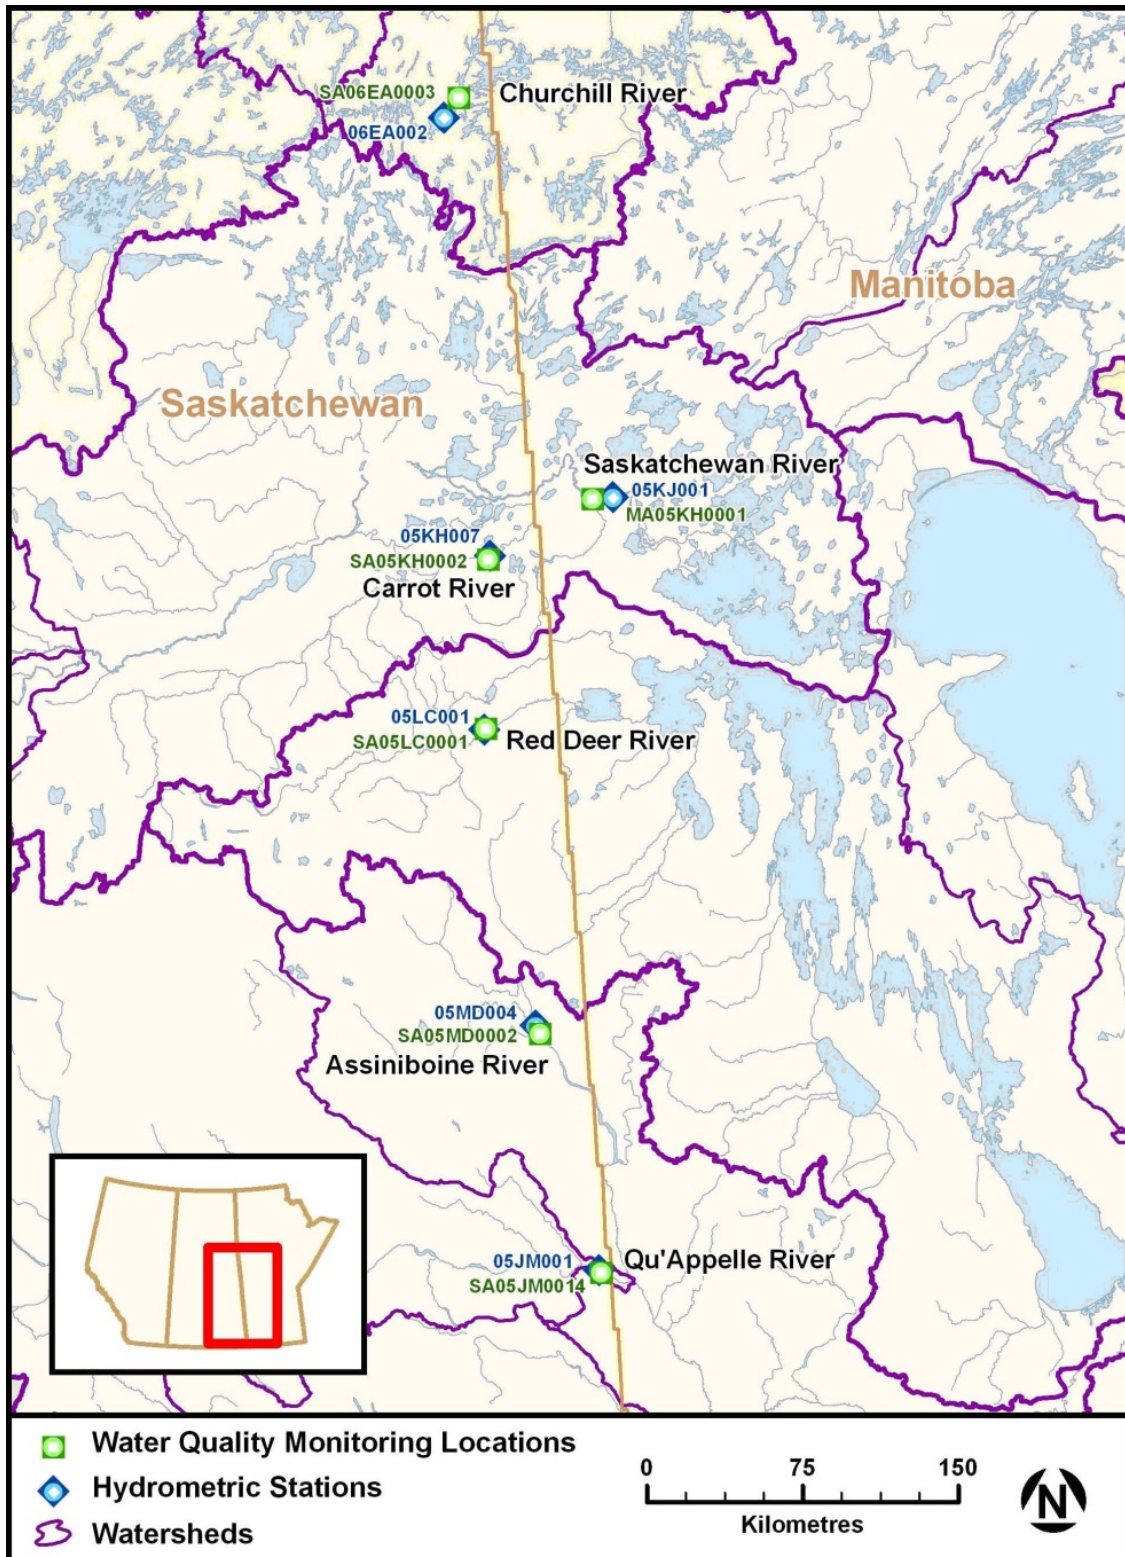 SA06EA0003
Churchill River
06EA002
Manitoba
Saskatchewan
Saskatchewan River
05KJ001
MA05KH0001
05KH007
SA05KH0002
Carrot River
05LC001
SA05LC0001
Red Deer River
05MD004
SA05MD0002
Assiniboine River
05JM001
Qu'Appelle River
SA05JM0014
Water Quality Monitoring Locations
Hydrometric Stations
Watersheds
0 75 150
Kilometres
N